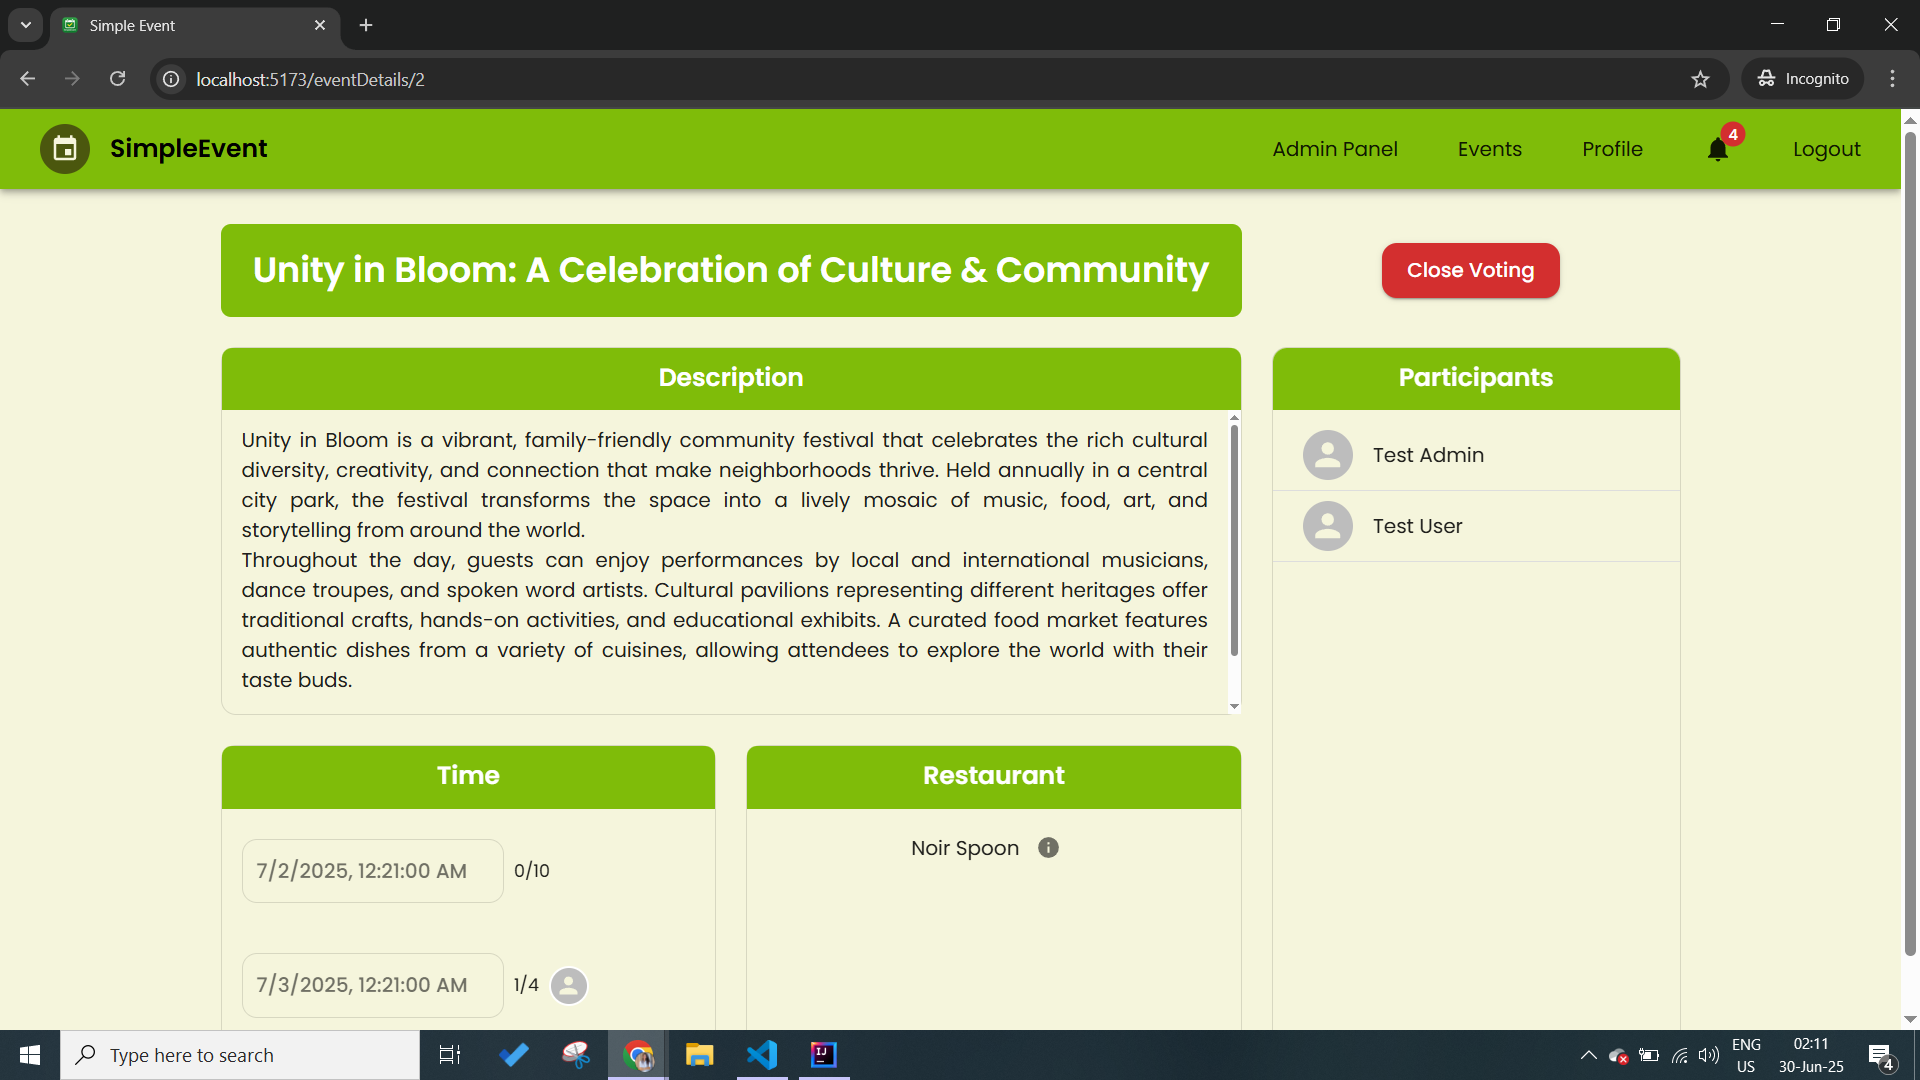 Simple Event
localhost:5173/eventDetails/2
Incognito
SimpleEvent
Admin Panel
Events
Profile
4
Logout
Unity in Bloom: A Celebration of Culture & Community
Close Voting
Description
Unity in Bloom is a vibrant, family-friendly community festival that celebrates the rich cultural
diversity, creativity, and connection that make neighborhoods thrive. Held annually in a central
city park, the festival transforms the space into a lively mosaic of music, food, art, and
storytelling from around the world.
Throughout the day, guests can enjoy performances by local and international musicians,
dance troupes, and spoken word artists. Cultural pavilions representing different heritages offer
traditional crafts, hands-on activities, and educational exhibits. A curated food market features
authentic dishes from a variety of cuisines, allowing attendees to explore the world with their
taste buds.
Participants
Test Admin
Test User
Time
7/2/2025, 12:21:00 AM 0/10
7/3/2025, 12:21:00 AM 1/4
Restaurant
Noir Spoon
Type here to search
IJ
ENG
US
02:11
30-Jun-25
4